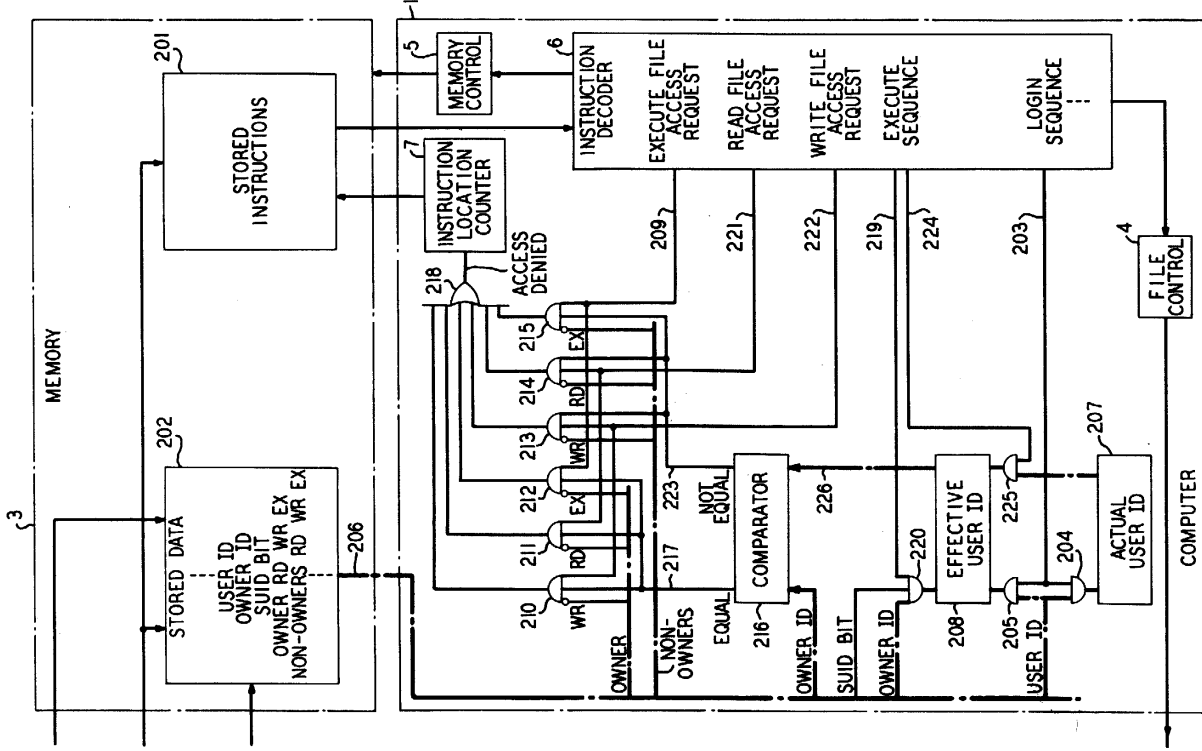 3
MEMORY
202
STORED DATA
USER ID
OWNER ID
SUID BIT
OWNER RD WR EX
NON-OWNERS RD WR EX
206
201
STORED
INSTRUCTIONS
1
5
MEMORY
CONTROL
7
INSTRUCTION
LOCATION
COUNTER
218
ACCESS
DENIED
6
INSTRUCTION
DECODER
EXECUTE FILE
ACCESS
REQUEST
READ FILE
ACCESS
REQUEST
WRITE FILE
ACCESS
REQUEST
EXECUTE
SEQUENCE
LOGIN
SEQUENCE
209
221
222
219
224
203
4
FILE
CONTROL
210
WR
211
RD
212
EX
213
WR
214
RD
215
EX
OWNER
NON-
OWNERS
217
EQUAL
223
NOT
EQUAL
COMPARATOR
216
226
OWNER ID
SUID BIT
OWNER ID
USER ID
220
EFFECTIVE
USER ID
208
225
205
204
207
ACTUAL
USER ID
COMPUTER